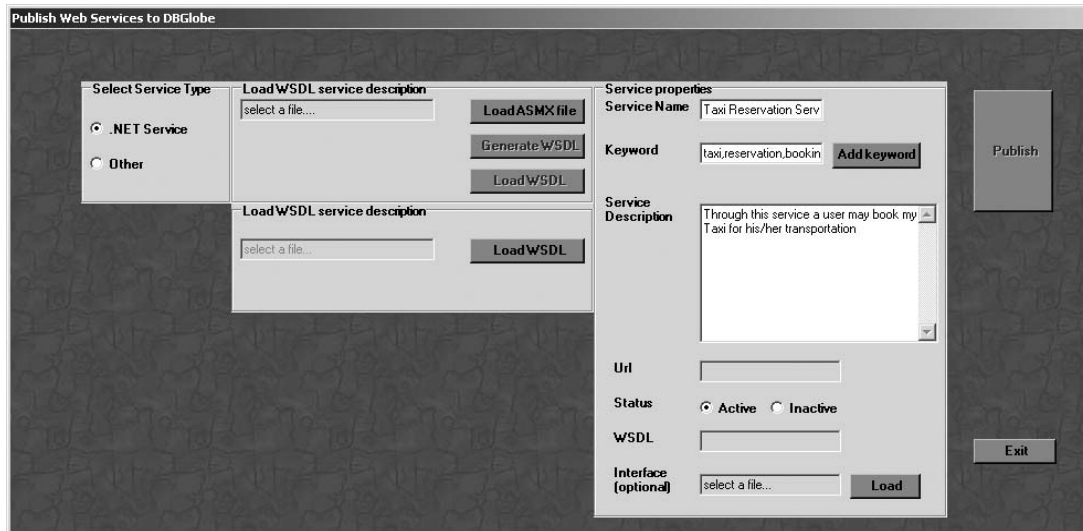 Publish Web Services to DBGlobe
Select Service Type
.NET Service
Other
Load WSDL service description
select a file....
Load ASMX file
Generate WSDL
Load WSDL
Load WSDL service description
select a file...
Load WSDL
Service properties
Service Name
Taxi Reservation Serv
Keyword
taxi,reservation,bookin
Add keyword
Service
Description
Through this service a user may book my
Taxi for his/her transportation
Url
Status
Active
Inactive
WSDL
Interface
(optional)
select a file...
Load
Publish
Exit